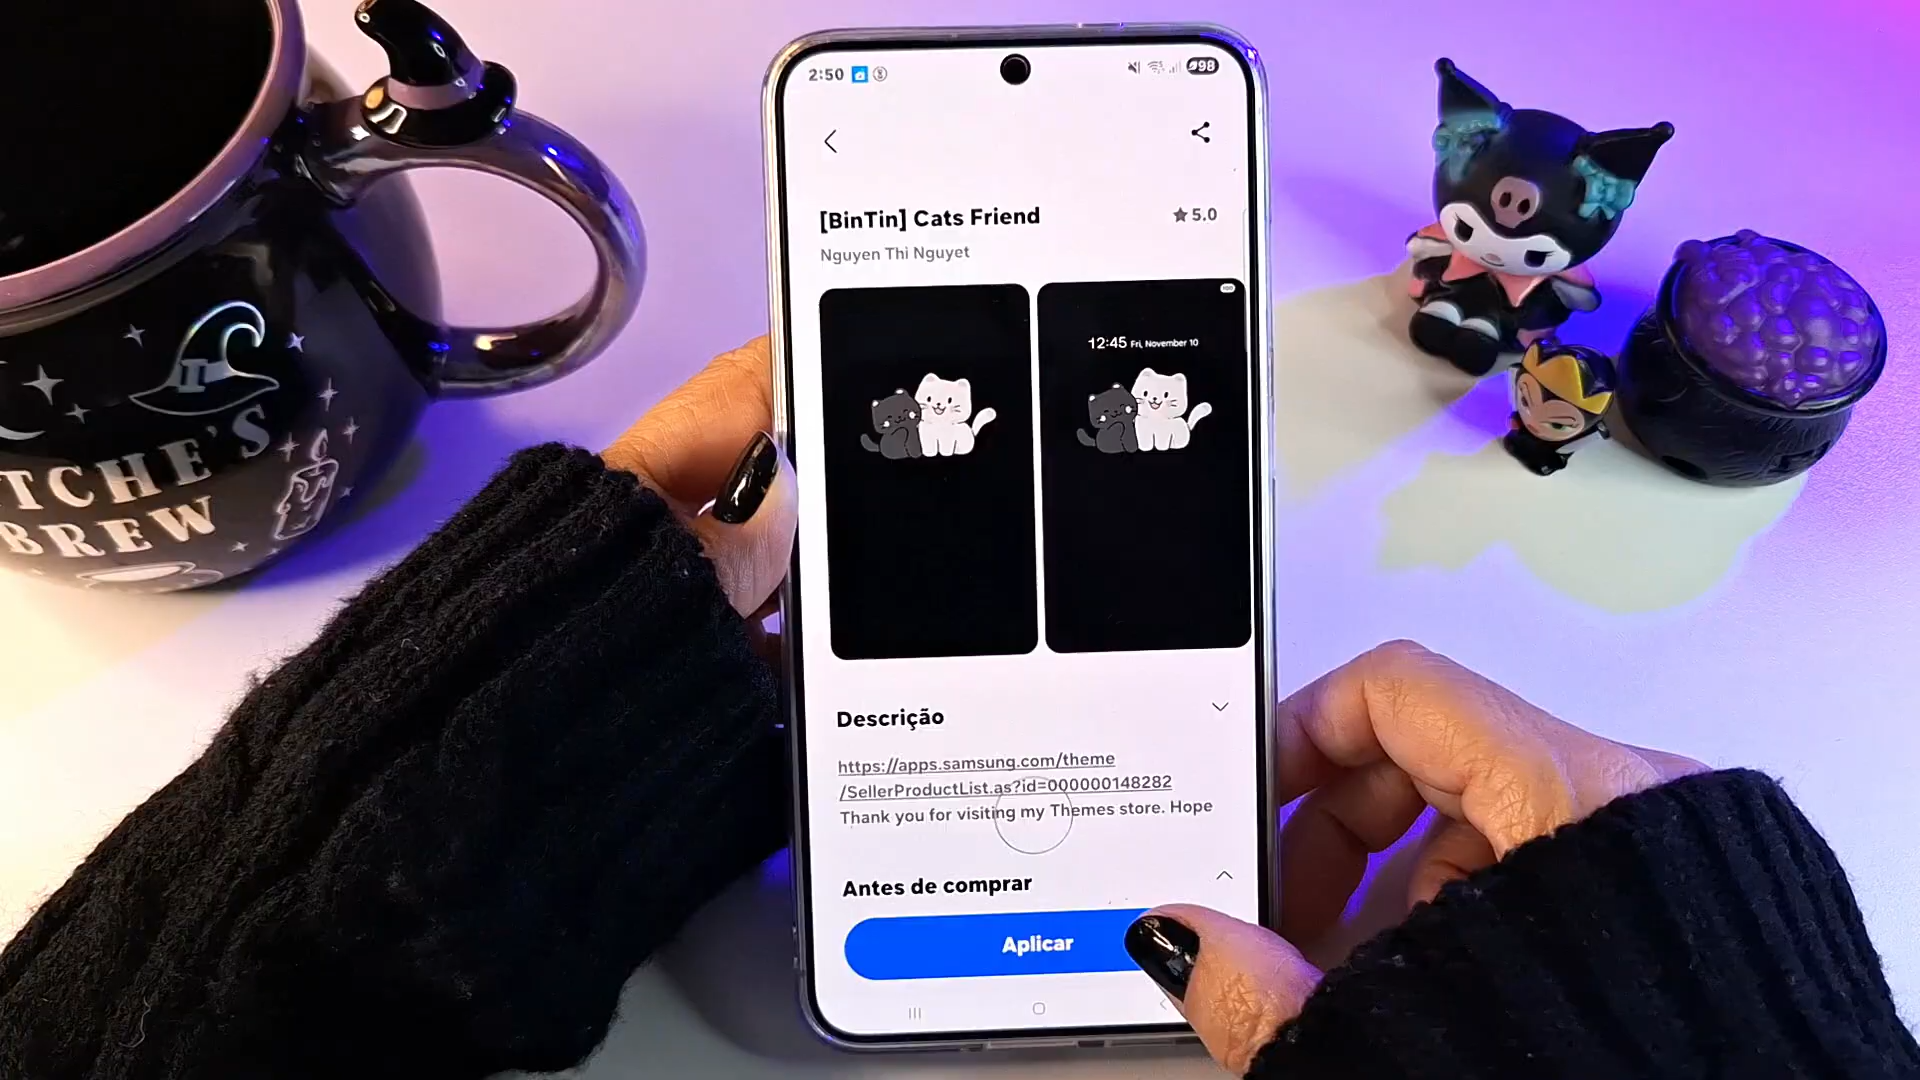 2:50
98
[BinTin] Cats Friend
5.0
Nguyen Thi Nguyet
12:45 Fri, November 10
Descrição
https://apps.samsung.com/theme
/SellerProductList.as?id=000000148282
Thank you for visiting my Themes store. Hope
Antes de comprar
Aplicar
TCHE'S
BREW